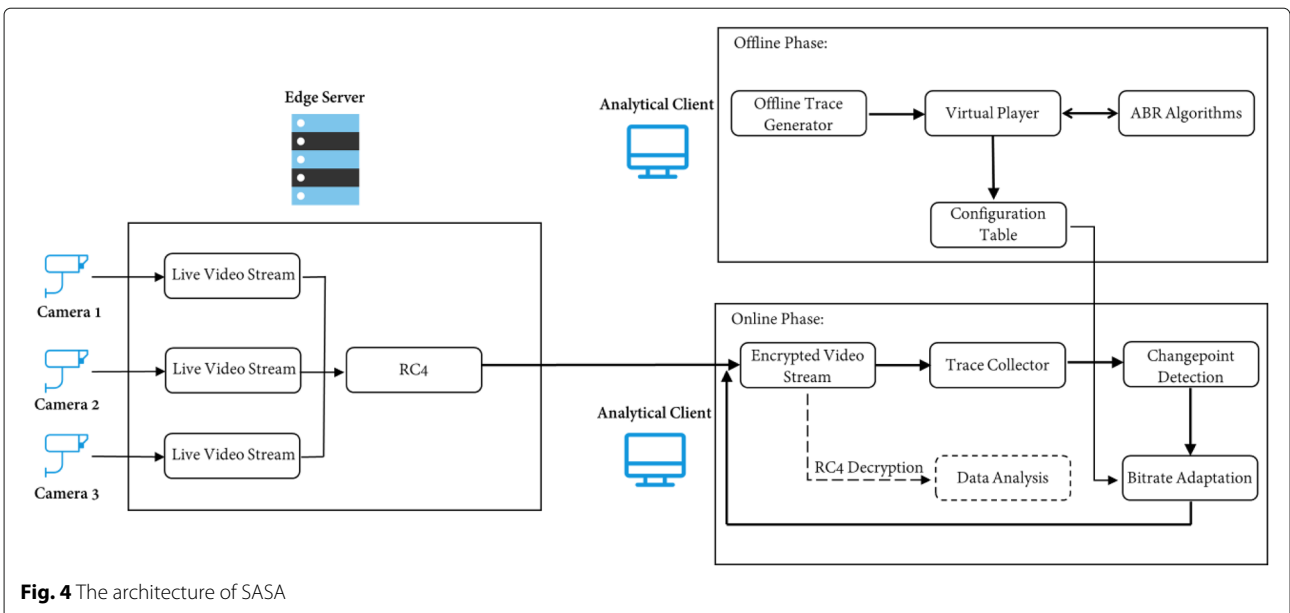 Edge Server
Camera 1
Camera 2
Camera 3
Live Video Stream
Live Video Stream
Live Video Stream
RC4
Analytical Client
Offline Phase:
Offline Trace
Generator
Virtual Player
ABR Algorithms
Configuration
Table
Analytical Client
Online Phase:
Encrypted Video
Stream
Trace Collector
Changepoint
Detection
RC4 Decryption
Data Analysis
Bitrate Adaptation
Fig. 4 The architecture of SASA